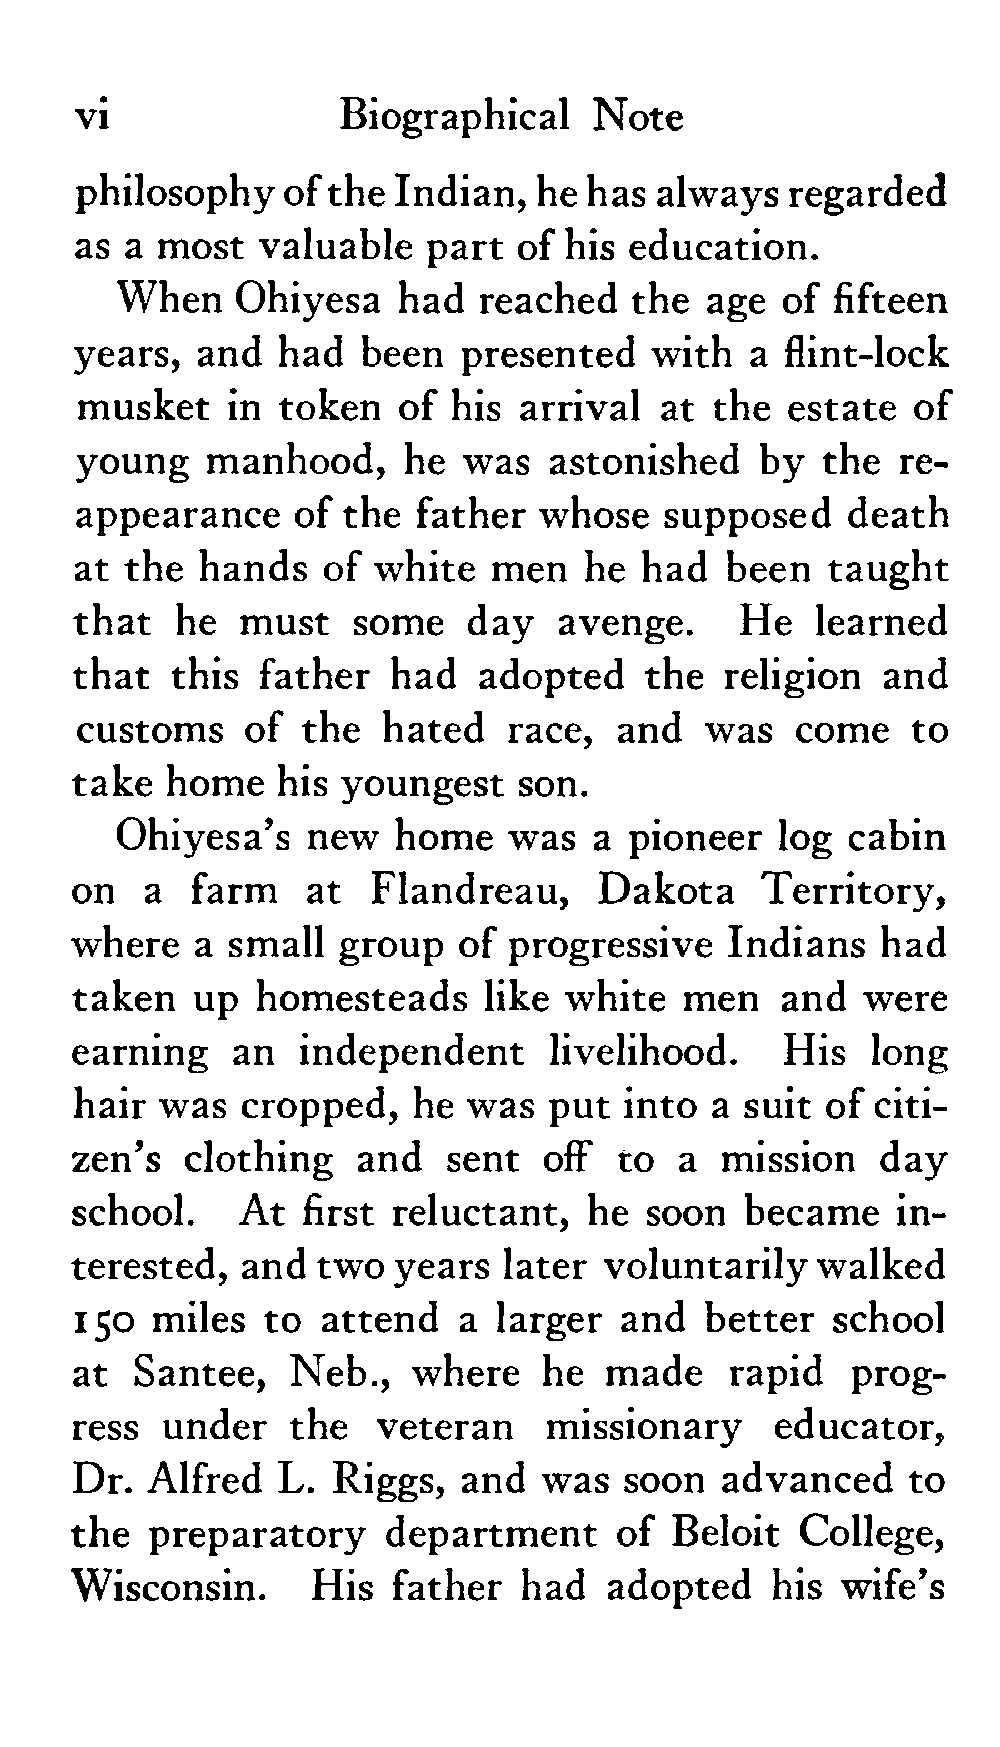 vi Biographical Note
philosophy of the Indian, he has always regarded
as a most valuable part of his education.
When Ohiyesa had reached the age of fifteen
years, and had been presented with a flint-lock
musket in token of his arrival at the estate of
young manhood, he was astonished by the re-
appearance of the father whose supposed death
at the hands of white men he had been taught
that he must some day avenge. He learned
that this father had adopted the religion and
customs of the hated race, and was come to
take home his youngest son.
Ohiyesa's new home was a pioneer log cabin
on a farm at Flandreau, Dakota Territory,
where a small group of progressive Indians had
taken up homesteads like white men and were
earning an independent livelihood. His long
hair was cropped, he was put into a suit of citi-
zen's clothing and sent off to a mission day
school. At first reluctant, he soon became in-
terested, and two years later voluntarily walked
150 miles to attend a larger and better school
at Santee, Neb., where he made rapid prog-
ress under the veteran missionary educator,
Dr. Alfred L. Riggs, and was soon advanced to
the preparatory department of Beloit College,
Wisconsin. His father had adopted his wife's